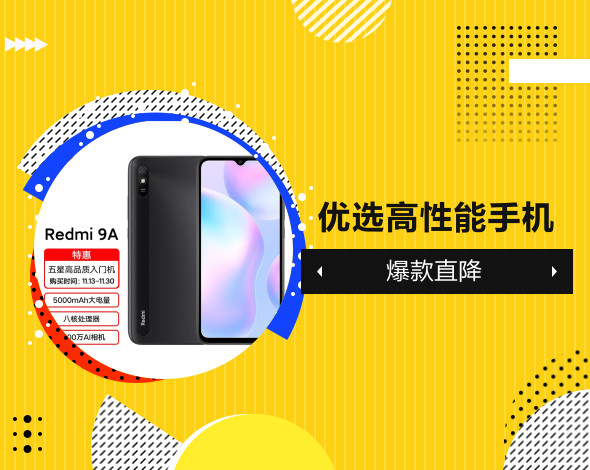 优选高性能手机
爆款直降
Redmi 9A
特惠
五星高品质入门机
购买时间：11.13-11.30
5000mAh大电量
八核处理器
00万AI相机
Redmi